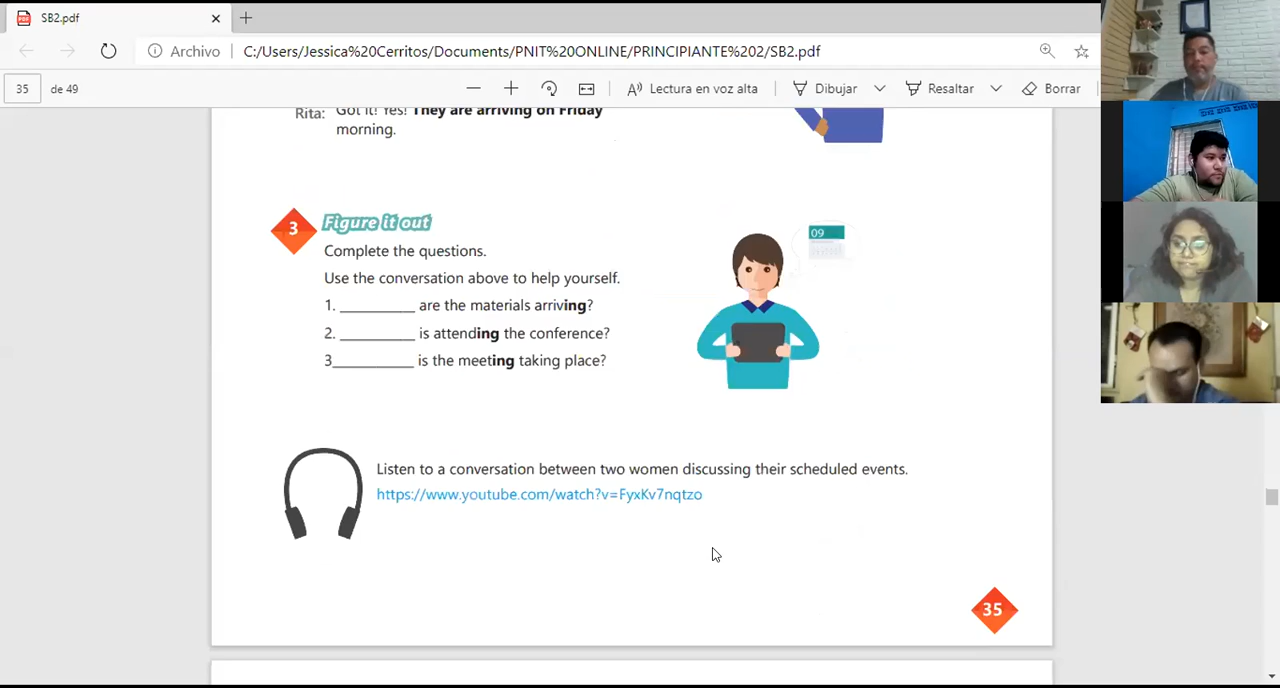 SB2.pdf
Archivo C:/Users/Jessica%20Cerritos/Documents/PNIT%20ONLINE/PRINCIPIANTE%202/SB2.pdf
35 de 49 Lectura en voz alta Dibujar Resaltar Borrar
Rita: Got it! Yes! They are arriving on Friday
morning.
3 Figure it out
Complete the questions.
Use the conversation above to help yourself.
1. __________ are the materials arriving?
2. __________ is attending the conference?
3___________ is the meeting taking place?
09
Listen to a conversation between two women discussing their scheduled events.
https://www.youtube.com/watch?v=FyxKv7nqtzo
35